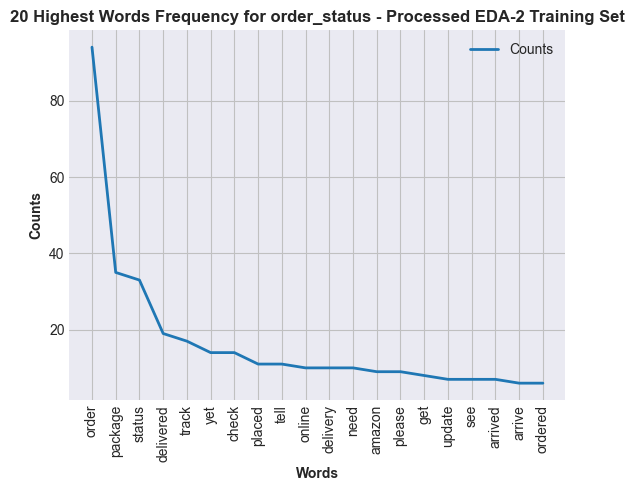 20 Highest Words Frequency for order_status - Processed EDA-2 Training Set
Counts
80
60
40
20
Counts
order
package
status
delivered
track
yet
check
placed
tell
online
delivery
need
amazon
please
get
update
see
arrived
arrive
ordered
Words